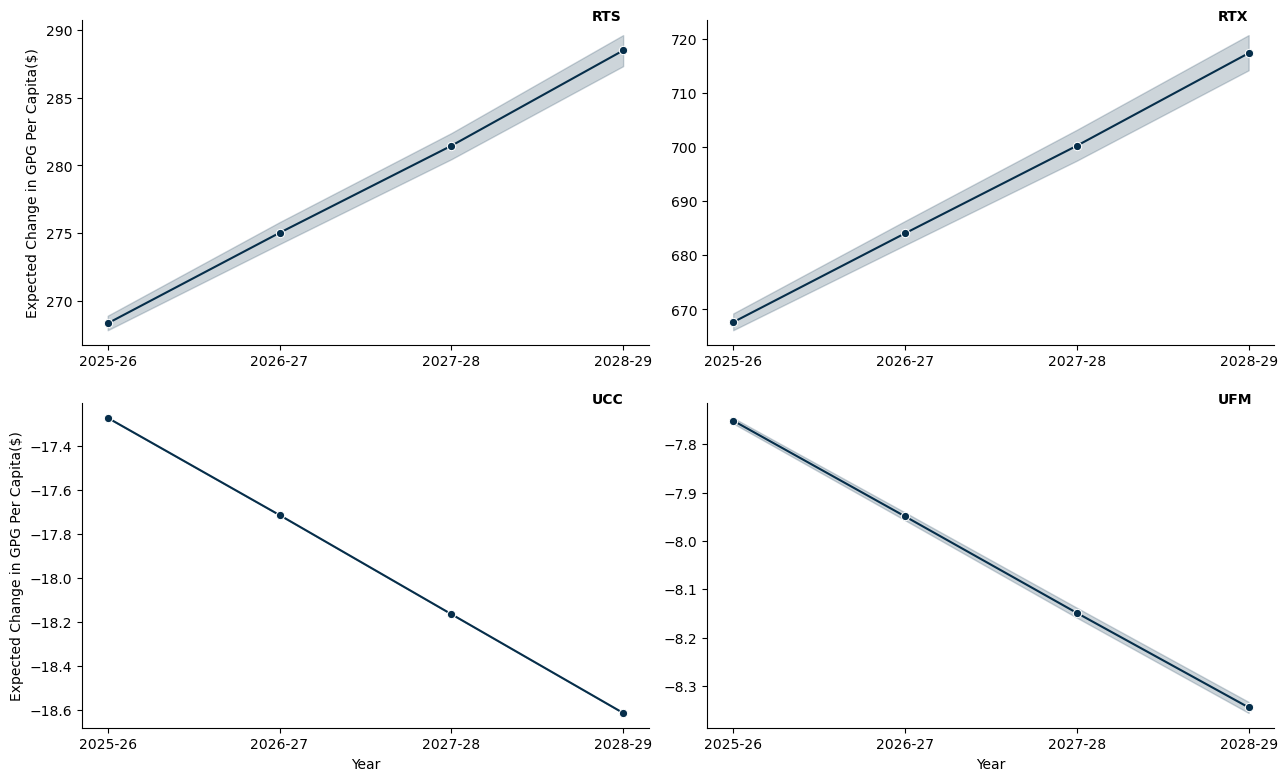 RTS
Expected Change in GPG Per Capita($)
290
285
280
275
270
2025-26 2026-27 2027-28 2028-29
RTX
720
710
700
690
680
670
2025-26 2026-27 2027-28 2028-29
UCC
Expected Change in GPG Per Capita($)
−17.4
−17.6
−17.8
−18.0
−18.2
−18.4
−18.6
2025-26 2026-27 2027-28 2028-29
Year
UFM
−7.8
−7.9
−8.0
−8.1
−8.2
−8.3
2025-26 2026-27 2027-28 2028-29
Year